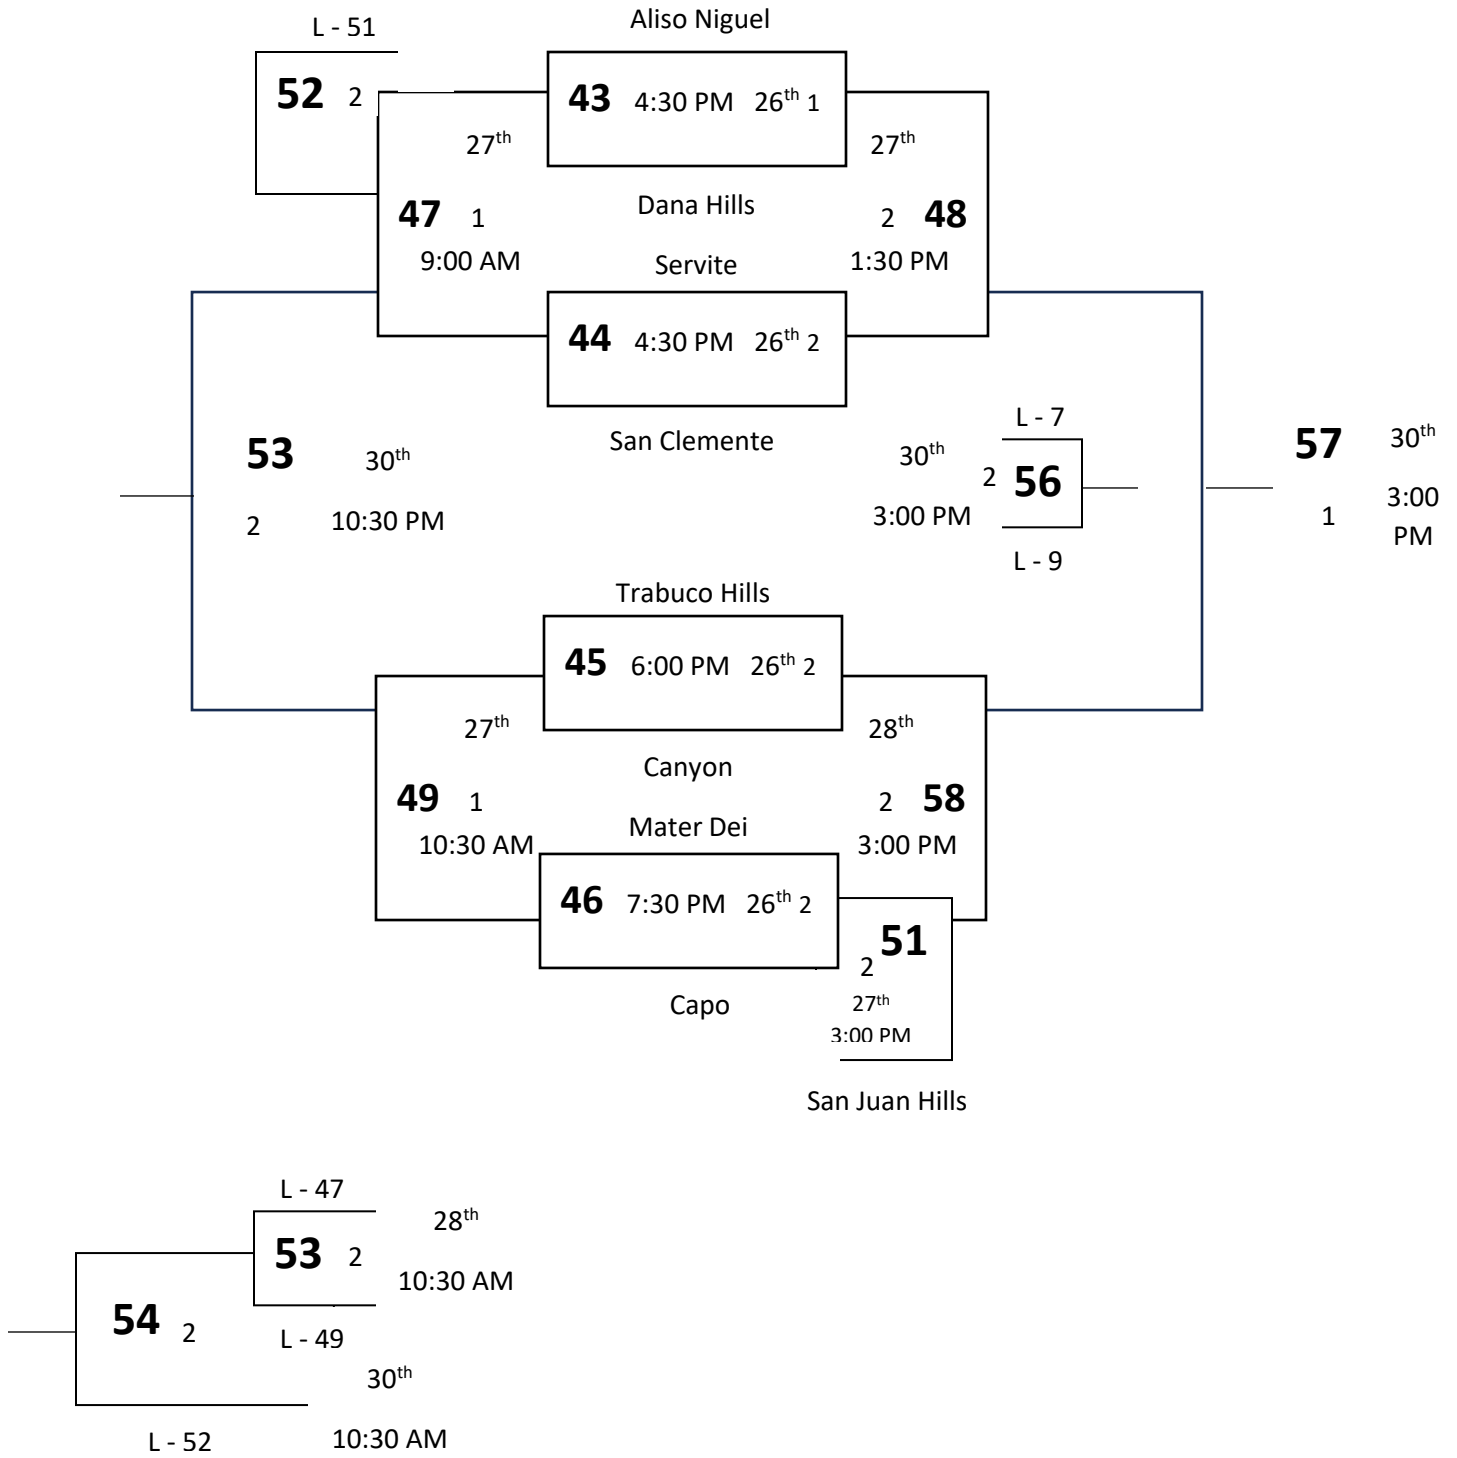 L - 51
Aliso Niguel
52 2
43 4:30 PM 26th 1
27th
27th
47 1
Dana Hills
2 48
9:00 AM
Servite
1:30 PM
44 4:30 PM 26th 2
San Clemente
L - 7
53
30th
30th
2 56
57
30th
2
10:30 PM
3:00 PM
1
3:00
PM
L - 9
Trabuco Hills
45 6:00 PM 26th 2
27th
28th
Canyon
49 1
2 58
Mater Dei
10:30 AM
3:00 PM
46 7:30 PM 26th 2
51
2
27th
3:00 PM
Capo
San Juan Hills
L - 47
28th
53 2
10:30 AM
54 2
L - 49
30th
10:30 AM
L - 52